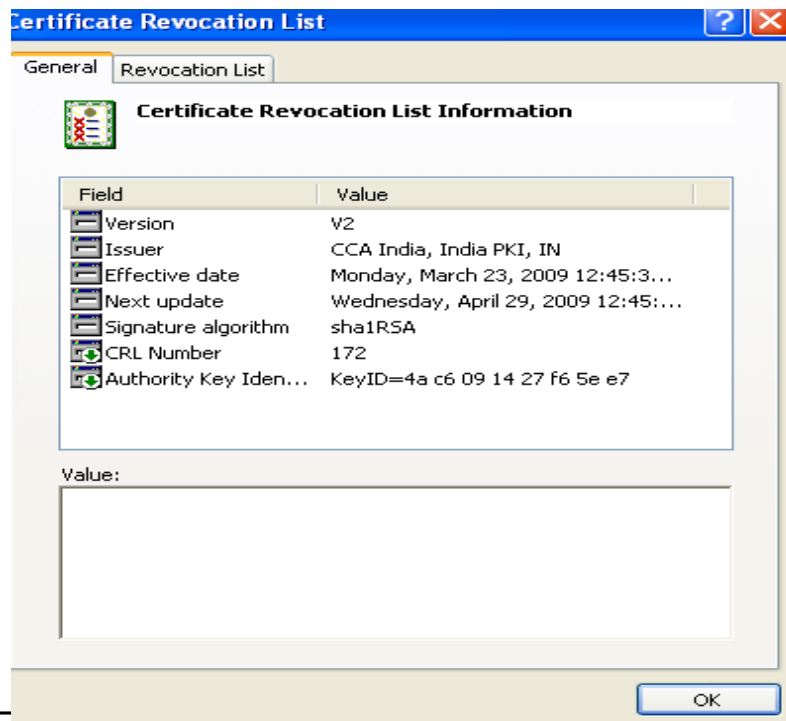 Certificate Revocation List
General Revocation List
Certificate Revocation List Information
Field Value
Version V2
Issuer CCA India, India PKI, IN
Effective date Monday, March 23, 2009 12:45:3...
Next update Wednesday, April 29, 2009 12:45:...
Signature algorithm sha1RSA
CRL Number 172
Authority Key Iden... KeyID=4a c6 09 14 27 f6 5e e7
Value:
OK